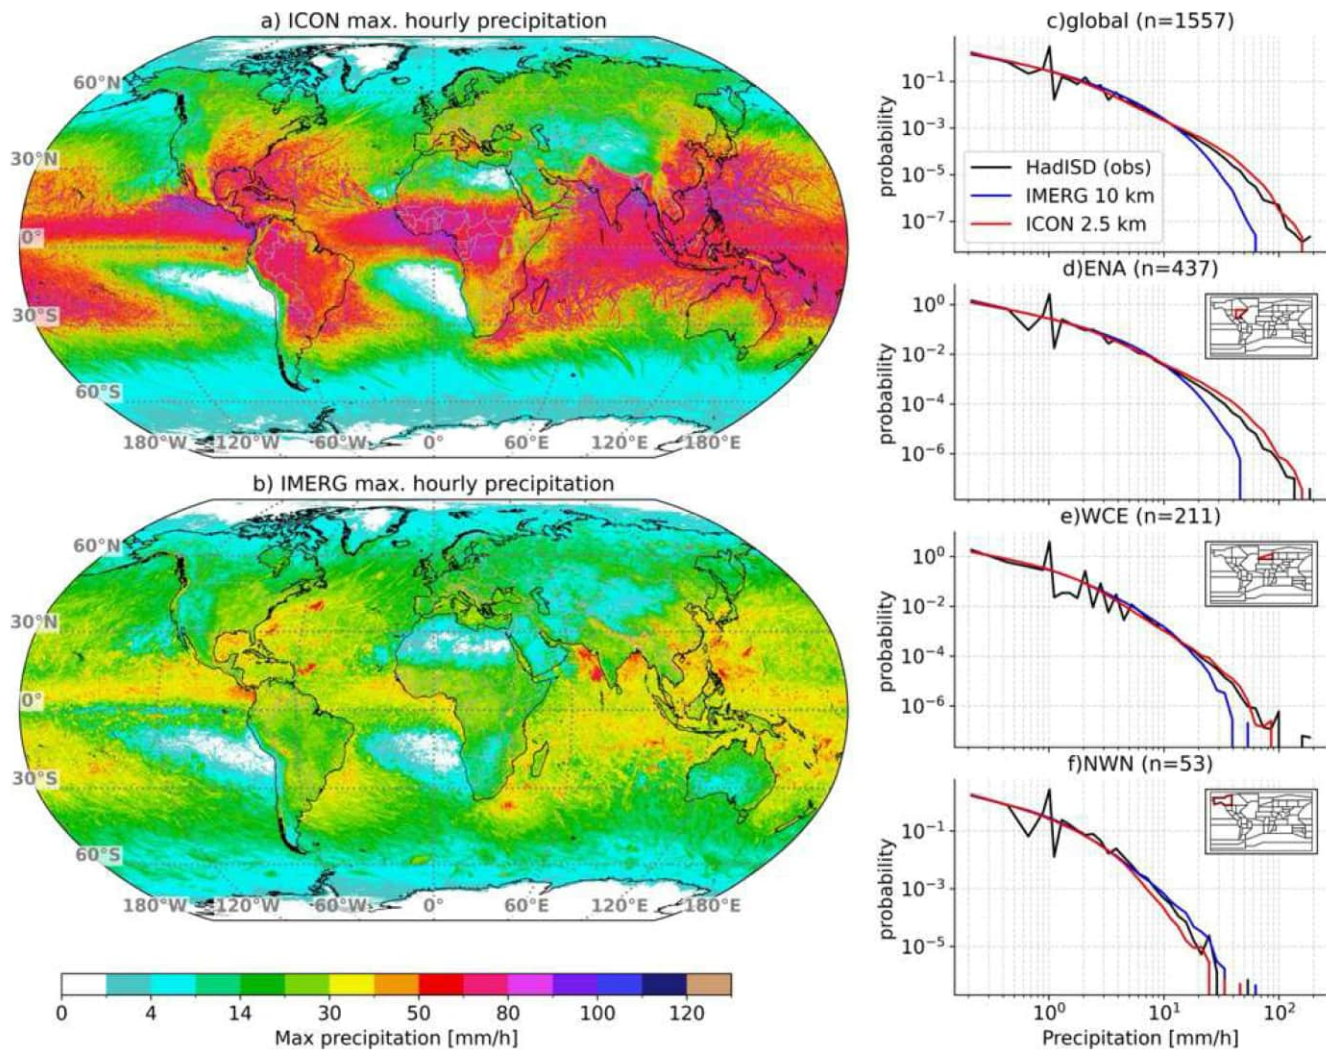 a) ICON max. hourly precipitation
60°N
30°N
0°
30°S
60°S
180°W 120°W 60°W 0° 60°E 120°E 180°E
b) IMERG max. hourly precipitation
60°N
30°N
0°
30°S
60°S
180°W 120°W 60°W 0° 60°E 120°E 180°E
0 4 14 30 50 80 100 120
Max precipitation [mm/h]
c)global (n=1557)
probability
10⁻¹
10⁻³
10⁻⁵
10⁻⁷
HadISD (obs)
IMERG 10 km
ICON 2.5 km
d)ENA (n=437)
probability
10⁰
10⁻²
10⁻⁴
10⁻⁶
e)WCE (n=211)
probability
10⁰
10⁻²
10⁻⁴
10⁻⁶
f)NWN (n=53)
probability
10⁻¹
10⁻³
10⁻⁵
10⁰ 10¹ 10²
Precipitation [mm/h]